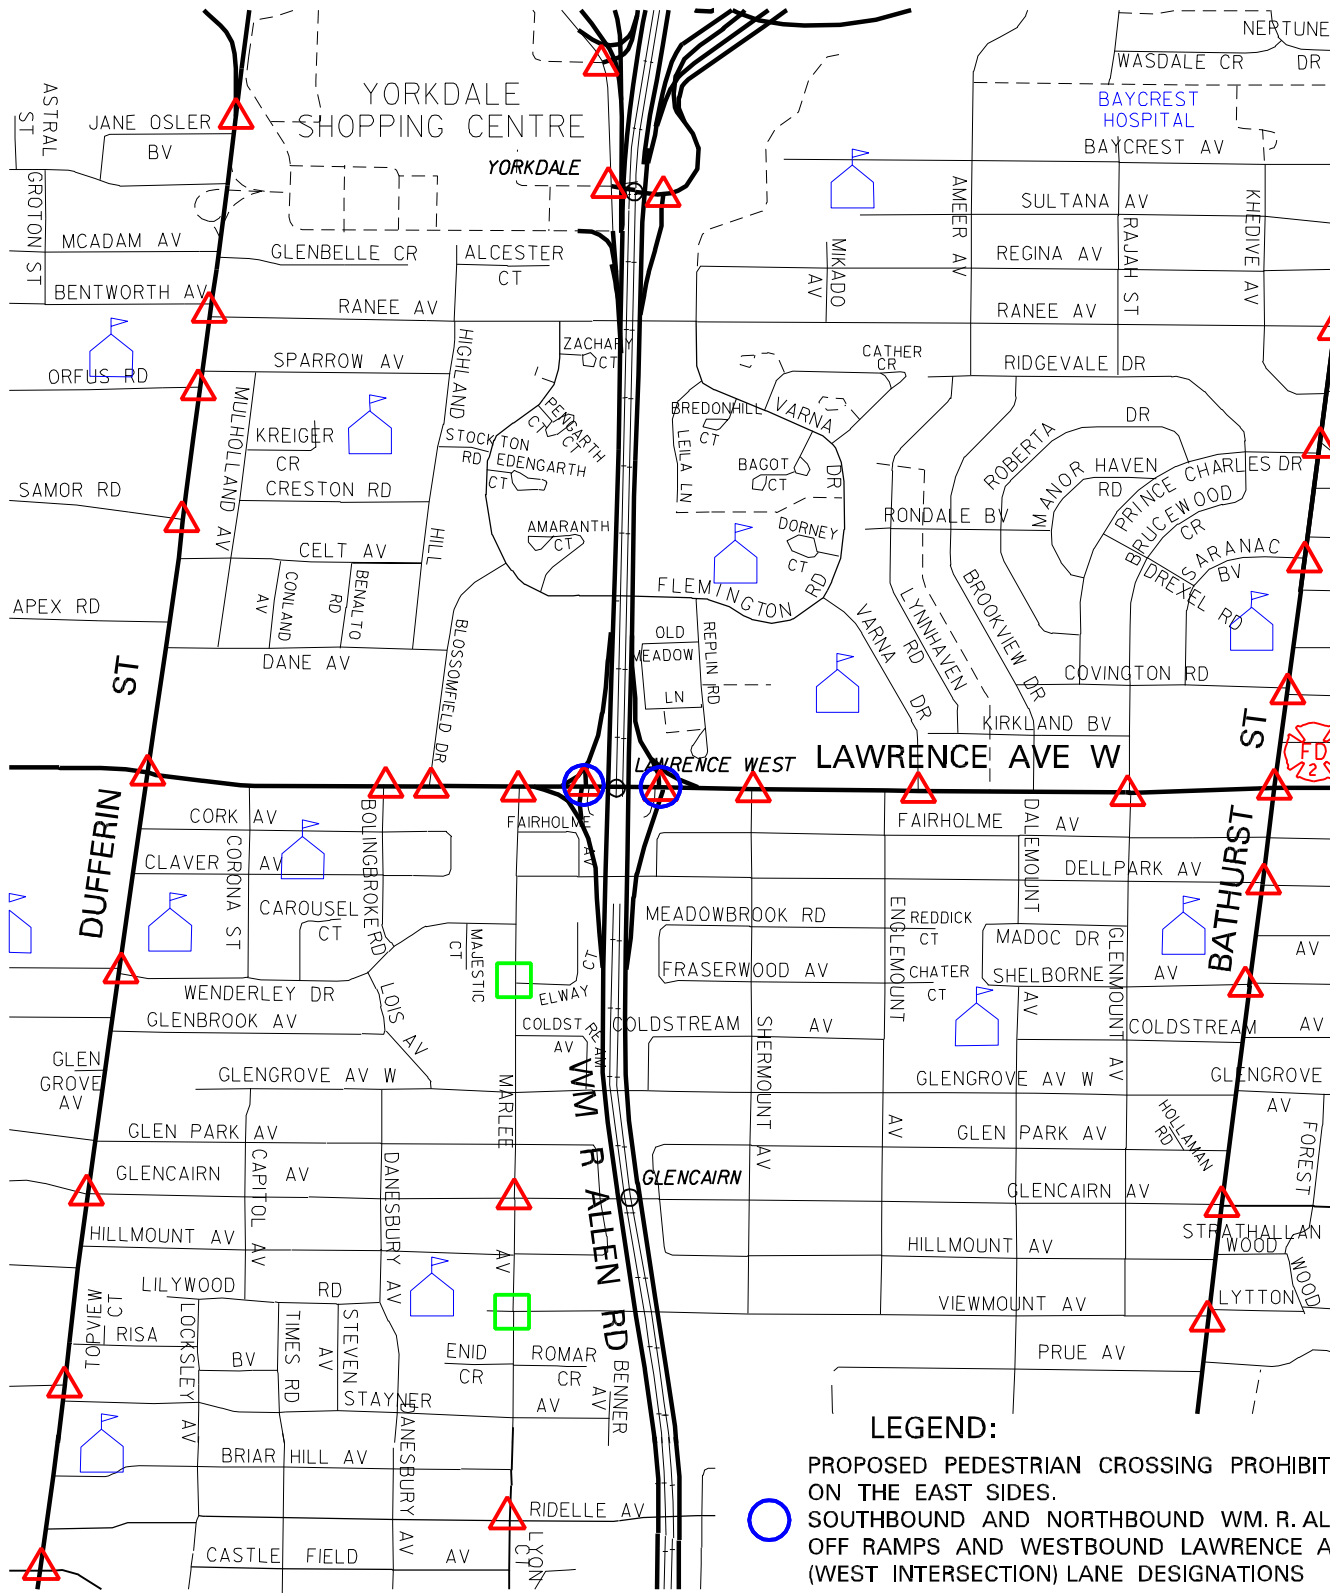 NEPTUNE
DR
WASDALE CR
BAYCREST
HOSPITAL
BAYCREST AV
ASTRAL
ST
JANE OSLER
BV
YORKDALE
SHOPPING CENTRE
YORKDALE
GROTON ST
MCADAM AV
GLENBELLE CR
ALCESTER
CT
MIKADO
AV
AMEER AV
SULTANA AV
RAJAH ST
KHEDIVE AV
REGINA AV
BENTWORTH AV
RANEE AV
RANEE AV
ORFUS RD
SPARROW AV
HIGHLAND
HILL
ZACHARY
CT
CATHER
CR
RIDGEVALE DR
MULHOLLAND AV
KREIGER
CR
STOCKTON
RD
PENGARTH
CT
CT
EDENGARTH
CT
BREDONHILL
CT
VARNA
DR
LEILA LN
BAGOT
CT
ROBERTA
DR
MANOR HAVEN
RD
PRINCE CHARLES DR
BRUCEWOOD
CR
SARANAC
BV
DREXEL RD
SAMOR RD
CRESTON RD
AMARANTH
CT
DORNEY
CT
RONDALE BV
CELT AV
CONLAND
AV
BENALTO
RD
FLEMINGTON
RD
APEX RD
DANE AV
BLOSSOMFIELD DR
OLD
MEADOW
LN
REPLIN RD
VARNA
DR
LYNNHAVEN
RD
BROOKVIEW DR
COVINGTON RD
KIRKLAND BV
LAWRENCE WEST
LAWRENCE AVE W
DUFFERIN
ST
BATHURST
ST
FD
2
CORK AV
CLAVER AV
CORONA ST
BOLINGBROKE RD
CAROUSEL
CT
FAIRHOLME
AV
FAIRHOLME AV
DALEMOUNT
AV
DELLPARK AV
MAJESTIC
CT
MEADOWBROOK RD
ENGLEMOUNT
AV
REDDICK
CT
MADOC DR
GLENMOUNT
AV
AV
FRASERWOOD AV
CHATER
CT
SHELBORNE AV
WENDERLEY DR
LOIS AV
ELWAY CT
GLENBROOK AV
COLDSTREAM
AV
COLDSTREAM AV
SHERMOUNT AV
COLDSTREAM AV
GLEN
GROVE
AV
GLENGROVE AV W
MARLEE
AV
WM R ALLEN RD
GLENGROVE AV W
GLENGROVE
AV
GLEN PARK AV
GLEN PARK AV
HOLLAMAN
RD
FOREST
GLENCAIRN AV
CAPITOL AV
DANESBURY AV
GLENCAIRN
GLENCAIRN AV
STRATHALLAN
WOOD
HILLMOUNT AV
HILLMOUNT AV
WOOD
LILYWOOD RD
VIEWMOUNT AV
LYTTON
TOPVIEW
CT
RISA
BV
LOCKSLEY AV
TIMES RD
STEVEN
AV
ENID
CR
ROMAR
CR
BENNER
AV
PRUE AV
STAYNER AV
DANESBURY AV
BRIAR HILL AV
RIDELLE AV
CASTLE FIELD AV
LYON
CT
LEGEND:
PROPOSED PEDESTRIAN CROSSING PROHIBIT
ON THE EAST SIDES.
SOUTHBOUND AND NORTHBOUND WM. R. AL
OFF RAMPS AND WESTBOUND LAWRENCE A
(WEST INTERSECTION) LANE DESIGNATIONS